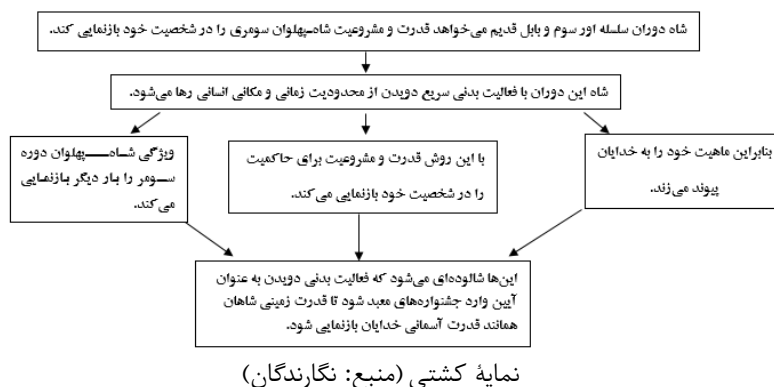 شاه دوران سلسله اور سوم و بابل قدیم می‌خواهد قدرت و مشروعیت شاه‌ـپهلوان سومری را در شخصیت خود بازنمایی کند.
شاه این دوران با فعالیت بدنی سریع دویدن از محدودیت زمانی و مکانی انسانی رها می‌شود.
بنابراین ماهیت خود را به خدایان
پیوند می‌زند.
با این روش قدرت و مشروعیت برای حاکمیت
را در شخصیت خود بازنمایی می‌کند.
ویژگی شاه‌ـپهلوان دوره
سومر را بار دیگر بازنمایی
می‌کند.
این‌ها شالوده‌ای می‌شود که فعالیت بدنی دویدن به عنوان
آیین وارد جشنواره‌های معبد شود تا قدرت زمینی شاهان
همانند قدرت آسمانی خدایان بازنمایی شود.
نمایهٔ کشتی (منبع: نگارندگان)